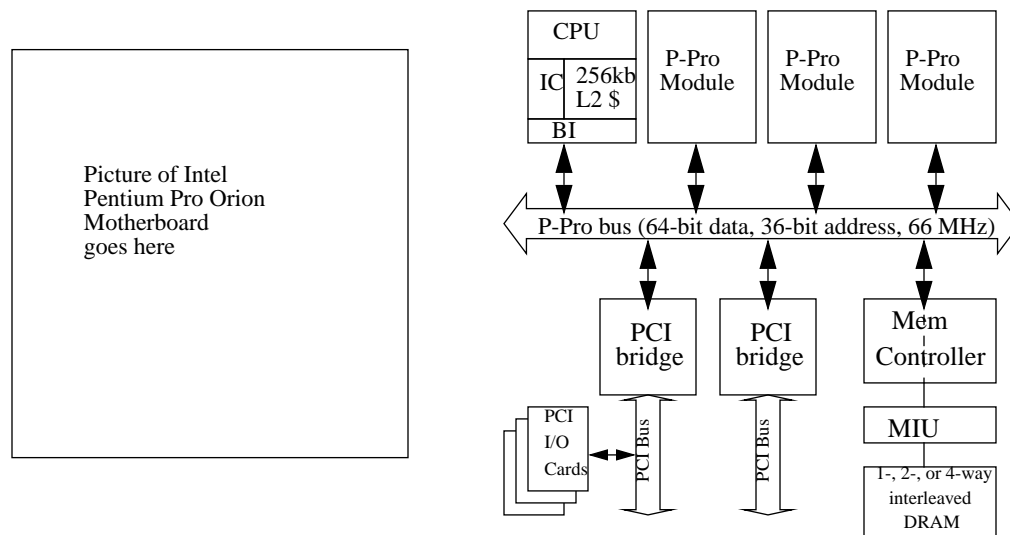 Picture of Intel
Pentium Pro Orion
Motherboard
goes here
CPU
IC
256kb
L2 $
BI
P-Pro
Module
P-Pro
Module
P-Pro
Module
P-Pro bus (64-bit data, 36-bit address, 66 MHz)
PCI
bridge
PCI
bridge
Mem
Controller
PCI
I/O
Cards
PCI Bus
PCI Bus
MIU
1-, 2-, or 4-way
interleaved
DRAM